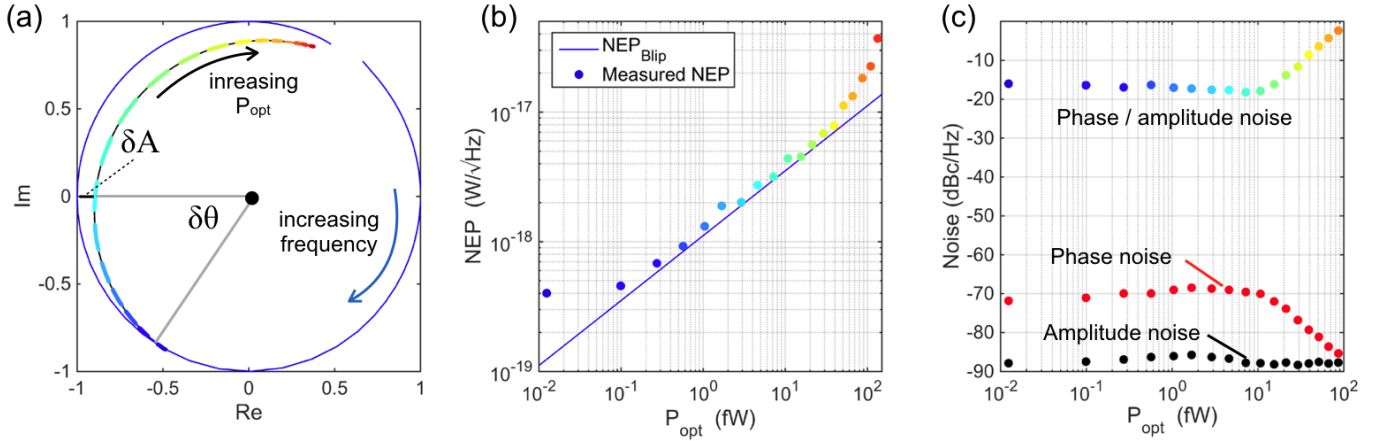 (a)
1
0.5
0
-0.5
-1
Im
-1
-0.5
0
0.5
1
Re
increasing
P_opt
δA
δθ
increasing
frequency
(b)
NEP_Blip
Measured NEP
10^-17
10^-18
10^-19
NEP (W/√Hz)
10^-2
10^-1
10^0
10^1
10^2
P_opt (fW)
(c)
-10
-20
-30
-40
-50
-60
-70
-80
-90
Noise (dBc/Hz)
Phase / amplitude noise
Phase noise
Amplitude noise
10^-2
10^-1
10^0
10^1
10^2
P_opt (fW)